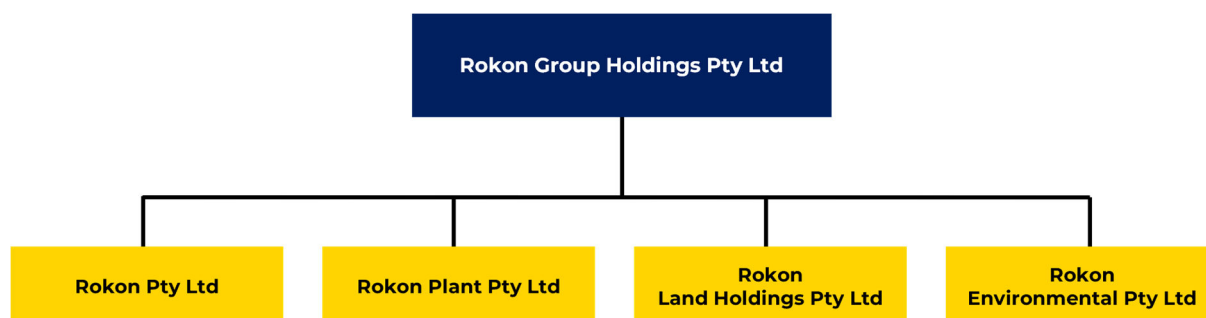 Rokon Group Holdings Pty Ltd
Rokon Pty Ltd
Rokon Plant Pty Ltd
Rokon
Land Holdings Pty Ltd
Rokon
Environmental Pty Ltd